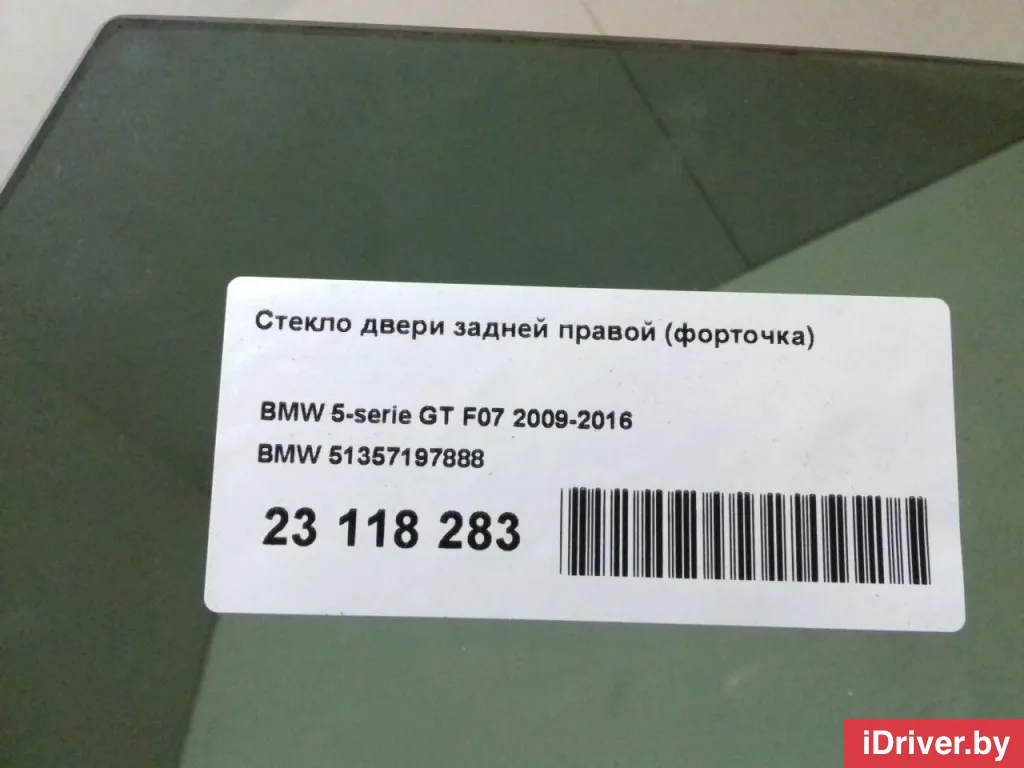 Стекло двери задней правой (форточка)
BMW 5-serie GT F07 2009-2016
BMW 51357197888
23 118 283
iDriver.by